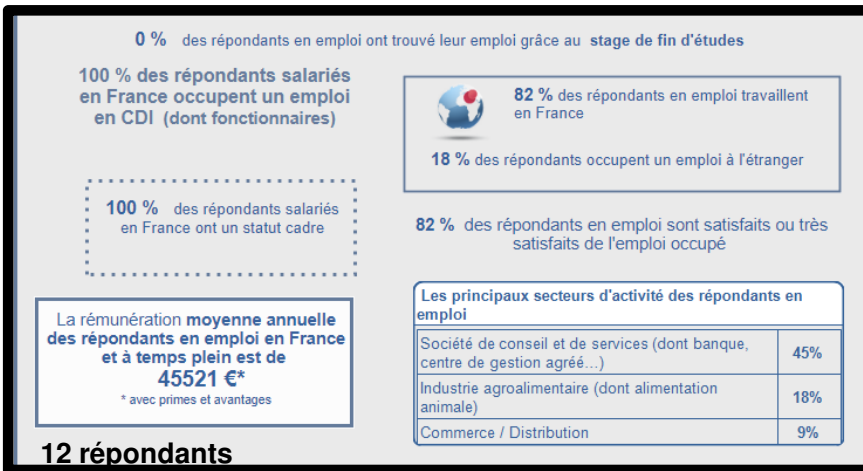 0 % des répondants en emploi ont trouvé leur emploi grâce au stage de fin d'études
100 % des répondants salariés
en France occupent un emploi
en CDI (dont fonctionnaires)
82 % des répondants en emploi travaillent
en France
18 % des répondants occupent un emploi à l'étranger
100 % des répondants salariés
en France ont un statut cadre
82 % des répondants en emploi sont satisfaits ou très
satisfaits de l'emploi occupé
La rémunération moyenne annuelle
des répondants en emploi en France
et à temps plein est de
45521 €*
* avec primes et avantages
Les principaux secteurs d'activité des répondants en
emploi
Société de conseil et de services (dont banque,
centre de gestion agréé...) 45%
Industrie agroalimentaire (dont alimentation
animale) 18%
Commerce / Distribution 9%
12 répondants